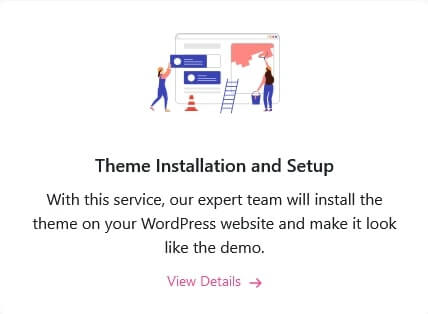 Theme Installation and Setup
With this service, our expert team will install the
theme on your WordPress website and make it look
like the demo.
View Details →